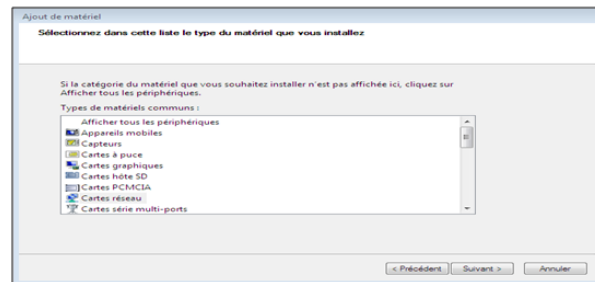 Ajout de matériel
Sélectionnez dans cette liste le type du matériel que vous installez
Si la catégorie du matériel que vous souhaitez installer n'est pas affichée ici, cliquez sur
Afficher tous les périphériques.
Types de matériels communs :
Afficher tous les périphériques
Appareils mobiles
Capteurs
Cartes à puce
Cartes graphiques
Cartes hôte SD
Cartes PCMCIA
Cartes réseau
Cartes série multi-ports
< Précédent Suivant > Annuler